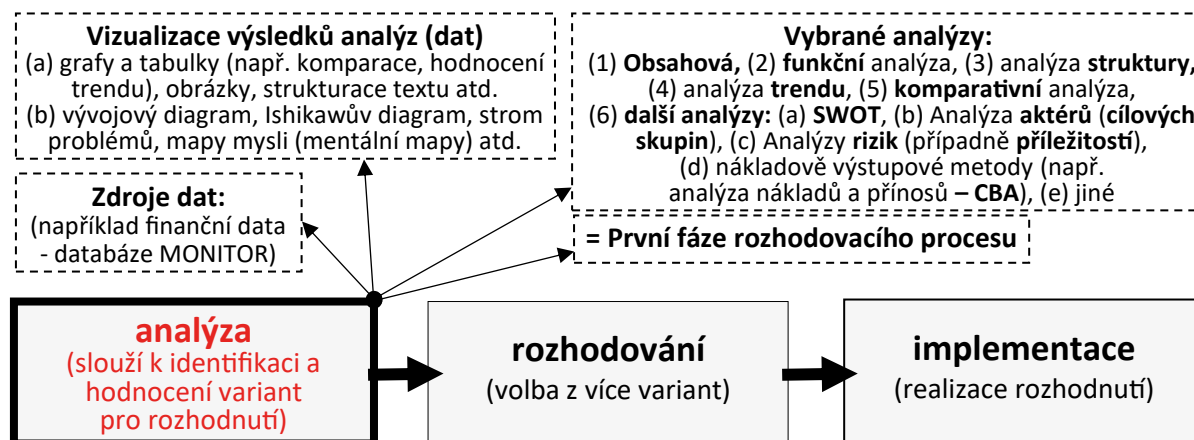 Vizualizace výsledků analýz (dat)
(a) grafy a tabulky (např. komparace, hodnocení
trendu), obrázky, strukturace textu atd.
(b) vývojový diagram, Ishikawův diagram, strom
problémů, mapy mysli (mentální mapy) atd.
Vybrané analýzy:
(1) Obsahová, (2) funkční analýza, (3) analýza struktury,
(4) analýza trendu, (5) komparativní analýza,
(6) další analýzy: (a) SWOT, (b) Analýza aktérů (cílových
skupin), (c) Analýzy rizik (případně příležitostí),
(d) nákladově výstupové metody (např.
analýza nákladů a přínosů – CBA), (e) jiné
Zdroje dat:
(například finanční data
- databáze MONITOR)
= První fáze rozhodovacího procesu
analýza
(slouží k identifikaci a
hodnocení variant
pro rozhodnutí)
rozhodování
(volba z více variant)
implementace
(realizace rozhodnutí)